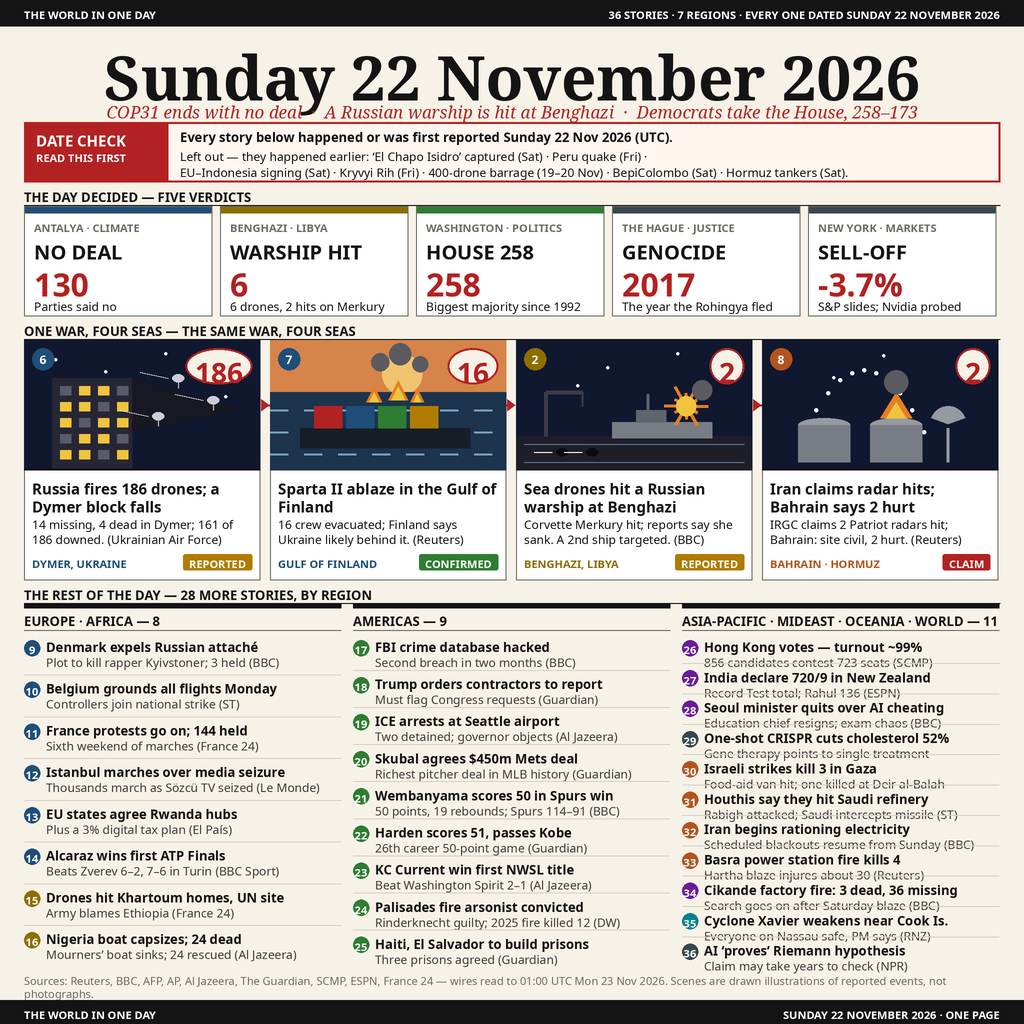 THE WORLD IN ONE DAY
36 STORIES · 7 REGIONS · EVERY ONE DATED SUNDAY 22 NOVEMBER 2026
Sunday 22 November 2026
COP31 ends with no deal · A Russian warship is hit at Benghazi · Democrats take the House, 258–173
DATE CHECK
READ THIS FIRST
Every story below happened or was first reported Sunday 22 Nov 2026 (UTC).
Left out — they happened earlier: ‘El Chapo Isidro’ captured (Sat) · Peru quake (Fri) ·
EU–Indonesia signing (Sat) · Kryvyi Rih (Fri) · 400-drone barrage (19–20 Nov) · BepiColombo (Sat) · Hormuz tankers (Sat).
THE DAY DECIDED — FIVE VERDICTS
ANTALYA · CLIMATE
NO DEAL
130
Parties said no
BENGHAZI · LIBYA
WARSHIP HIT
6
6 drones, 2 hits on Merkury
WASHINGTON · POLITICS
HOUSE 258
258
Biggest majority since 1992
THE HAGUE · JUSTICE
GENOCIDE
2017
The year the Rohingya fled
NEW YORK · MARKETS
SELL-OFF
-3.7%
S&P slides; Nvidia probed
ONE WAR, FOUR SEAS — THE SAME WAR, FOUR SEAS
6
186
Russia fires 186 drones; a
Dymer block falls
14 missing, 4 dead in Dymer; 161 of
186 downed. (Ukrainian Air Force)
DYMER, UKRAINE
REPORTED
7
16
Sparta II ablaze in the Gulf of
Finland
16 crew evacuated; Finland says
Ukraine likely behind it. (Reuters)
GULF OF FINLAND
CONFIRMED
2
2
Sea drones hit a Russian
warship at Benghazi
Corvette Merkury hit; reports say she
sank. A 2nd ship targeted. (BBC)
BENGHAZI, LIBYA
REPORTED
8
2
Iran claims radar hits;
Bahrain says 2 hurt
IRGC claims 2 Patriot radars hit;
Bahrain: site civil, 2 hurt. (Reuters)
BAHRAIN · HORMUZ
CLAIM
THE REST OF THE DAY — 28 MORE STORIES, BY REGION
EUROPE · AFRICA — 8
9 Denmark expels Russian attaché
Plot to kill rapper Kyivstoner; 3 held (BBC)
10 Belgium grounds all flights Monday
Controllers join national strike (ST)
11 France protests go on; 144 held
Sixth weekend of marches (France 24)
12 Istanbul marches over media seizure
Thousands march as Sözcü TV seized (Le Monde)
13 EU states agree Rwanda hubs
Plus a 3% digital tax plan (El País)
14 Alcaraz wins first ATP Finals
Beats Zverev 6–2, 7–6 in Turin (BBC Sport)
15 Drones hit Khartoum homes, UN site
Army blames Ethiopia (France 24)
16 Nigeria boat capsizes; 24 dead
Mourners’ boat sinks; 24 rescued (Al Jazeera)
AMERICAS — 9
17 FBI crime database hacked
Second breach in two months (BBC)
18 Trump orders contractors to report
Must flag Congress requests (Guardian)
19 ICE arrests at Seattle airport
Two detained; governor objects (Al Jazeera)
20 Skubal agrees $450m Mets deal
Richest pitcher deal in MLB history (Guardian)
21 Wembanyama scores 50 in Spurs win
50 points, 19 rebounds; Spurs 114–91 (BBC)
22 Harden scores 51, passes Kobe
26th career 50-point game (Guardian)
23 KC Current win first NWSL title
Beat Washington Spirit 2–1 (Al Jazeera)
24 Palisades fire arsonist convicted
Rinderknecht guilty; 2025 fire killed 12 (DW)
25 Haiti, El Salvador to build prisons
Three prisons agreed (Guardian)
ASIA-PACIFIC · MIDEAST · OCEANIA · WORLD — 11
26 Hong Kong votes — turnout ~99%
856 candidates contest 723 seats (SCMP)
27 India declare 720/9 in New Zealand
Record Test total; Rahul 136 (ESPN)
28 Seoul minister quits over AI cheating
Education chief resigns; exam chaos (BBC)
29 One-shot CRISPR cuts cholesterol 52%
Gene therapy points to single treatment
30 Israeli strikes kill 3 in Gaza
Food-aid van hit; one killed at Deir al-Balah
31 Houthis say they hit Saudi refinery
Rabigh attacked; Saudi intercepts missile (ST)
32 Iran begins rationing electricity
Scheduled blackouts resume from Sunday (BBC)
33 Basra power station fire kills 4
Hartha blaze injures about 30 (Reuters)
34 Cikande factory fire: 3 dead, 36 missing
Search goes on after Saturday blaze (BBC)
35 Cyclone Xavier weakens near Cook Is.
Everyone on Nassau safe, PM says (RNZ)
36 AI ‘proves’ Riemann hypothesis
Claim may take years to check (NPR)
Sources: Reuters, BBC, AFP, AP, Al Jazeera, The Guardian, SCMP, ESPN, France 24 — wires read to 01:00 UTC Mon 23 Nov 2026. Scenes are drawn illustrations of reported events, not
photographs.
THE WORLD IN ONE DAY
SUNDAY 22 NOVEMBER 2026 · ONE PAGE